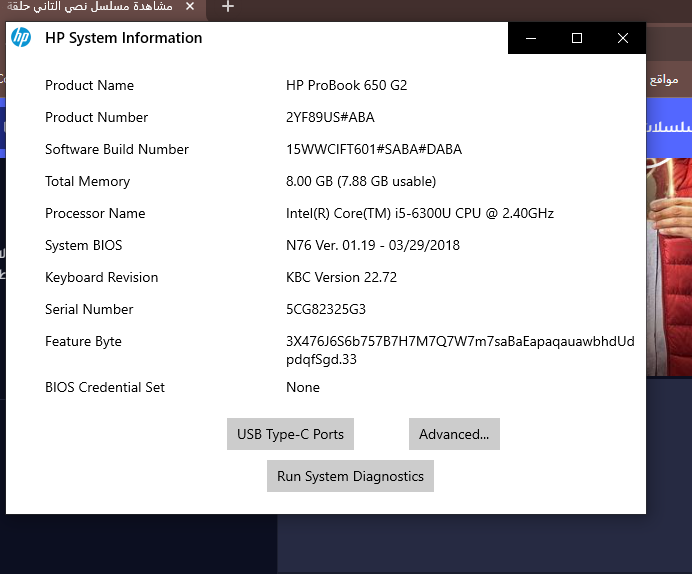 مشاهدة مسلسل نصي التاني حلقة
hp HP System Information
مواقع
Product Name HP ProBook 650 G2
Product Number 2YF89US#ABA
Software Build Number 15WWCIFT601#SABA#DABA
Total Memory 8.00 GB (7.88 GB usable)
Processor Name Intel(R) Core(TM) i5-6300U CPU @ 2.40GHz
System BIOS N76 Ver. 01.19 - 03/29/2018
Keyboard Revision KBC Version 22.72
Serial Number 5CG82325G3
Feature Byte 3X476J6S6b757B7H7M7Q7W7m7saBaEapaqauawbhdUd
pdqfSgd.33
BIOS Credential Set None
USB Type-C Ports Advanced...
Run System Diagnostics